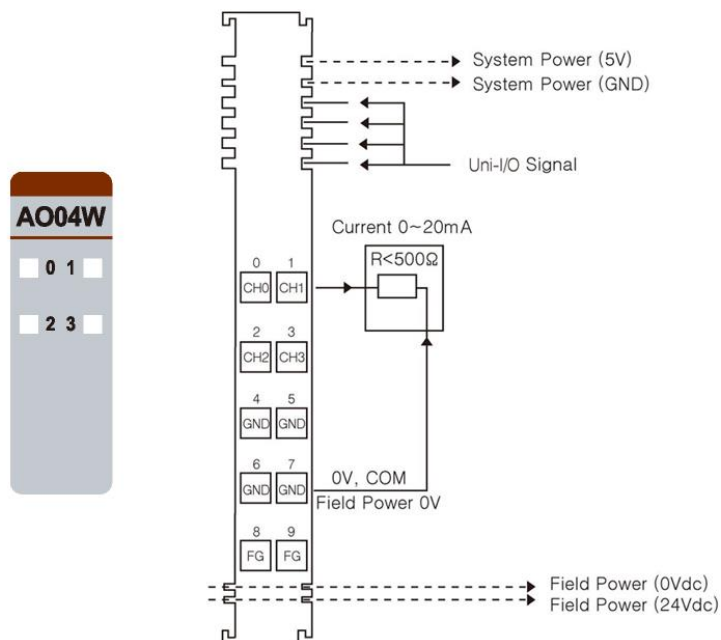 System Power (5V)
System Power (GND)
Uni-I/O Signal
AO04W
0 1
2 3
Current 0~20mA
R<500Ω
0 1
CH0 CH1
2 3
CH2 CH3
4 5
GND GND
6 7
GND GND
0V, COM
Field Power 0V
8 9
FG FG
Field Power (0Vdc)
Field Power (24Vdc)